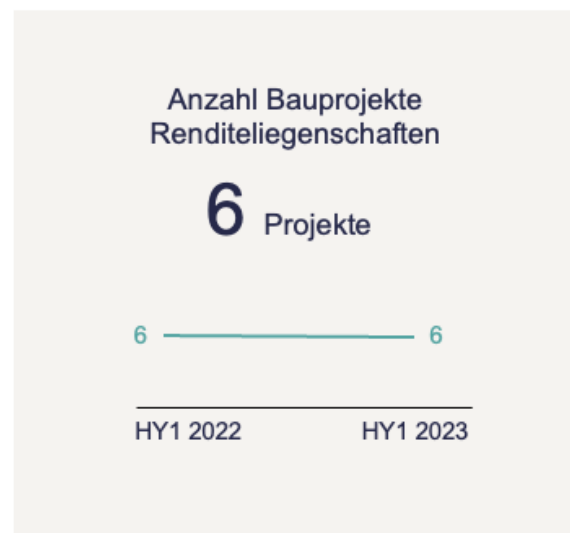 Anzahl Bauprojekte
Renditeliegenschaften
6 Projekte
6 6
HY1 2022 HY1 2023